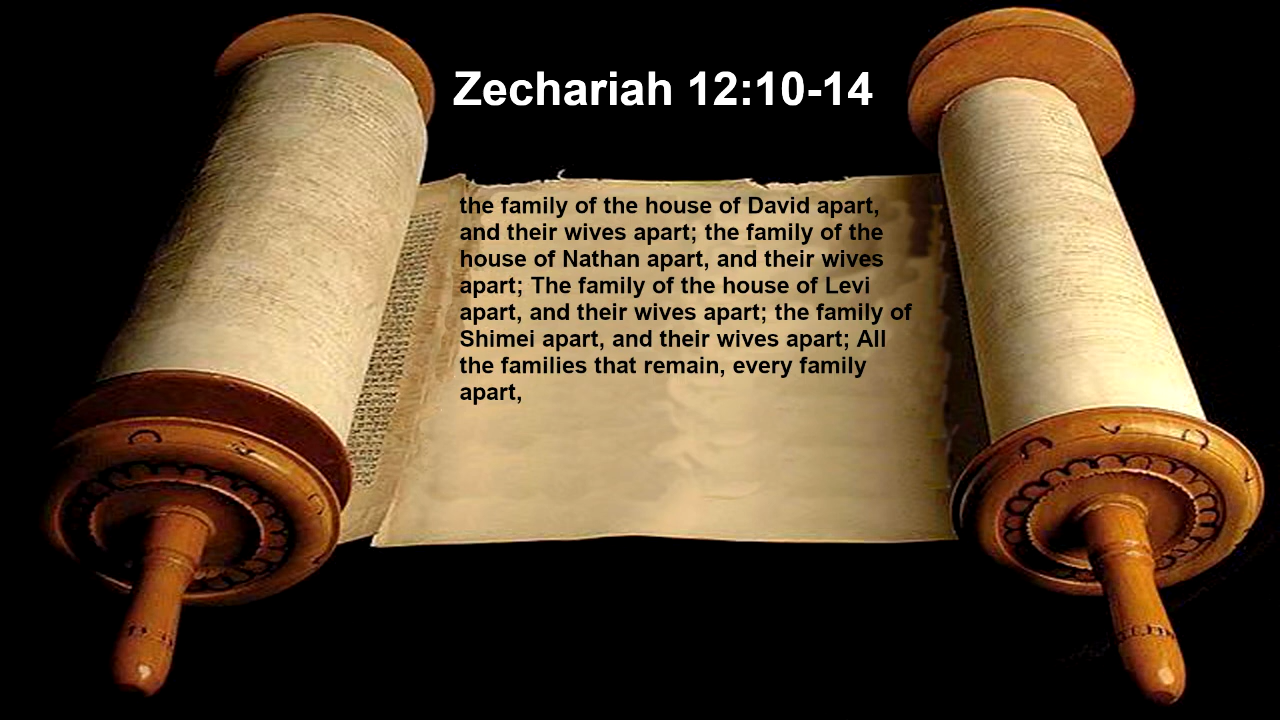 Zechariah 12:10-14
the family of the house of David apart,
and their wives apart; the family of the
house of Nathan apart, and their wives
apart; The family of the house of Levi
apart, and their wives apart; the family of
Shimei apart, and their wives apart; All
the families that remain, every family
apart,